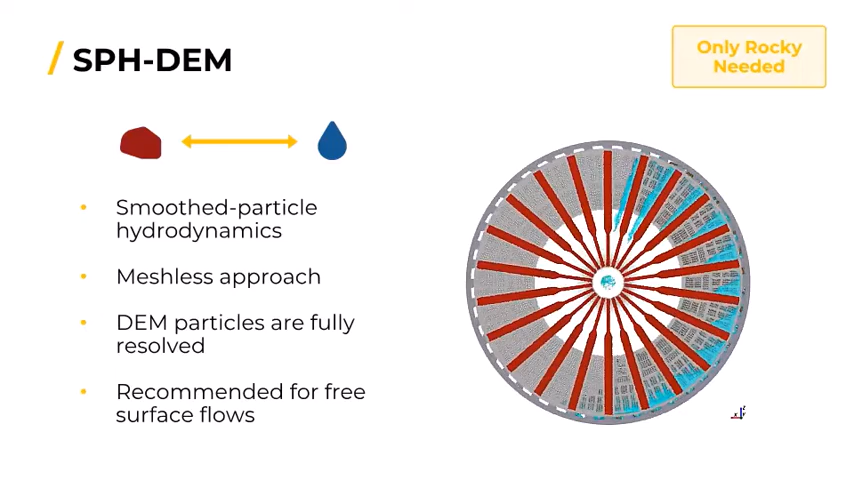 / SPH-DEM
Only Rocky
Needed
• Smoothed-particle
hydrodynamics
• Meshless approach
• DEM particles are fully
resolved
• Recommended for free
surface flows